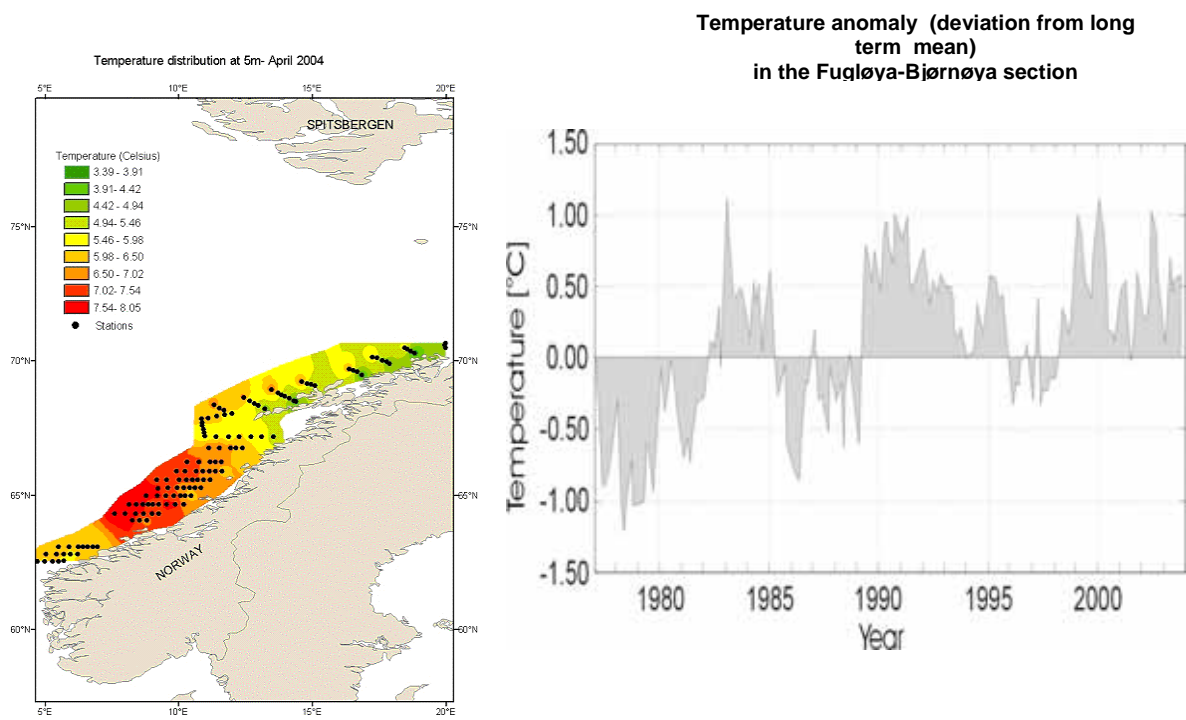 Temperature distribution at 5m- April 2004
5°E 10°E 15°E 20°E
SPITSBERGEN
Temperature (Celsius)
3.39 - 3.91
3.91- 4.42
4.42 - 4.94
4.94- 5.46
5.46 - 5.98
5.98 - 6.50
6.50 - 7.02
7.02 - 7.54
7.54- 8.05
Stations
75°N 75°N
70°N 70°N
65°N 65°N
60°N 60°N
NORWAY
5°E 10°E 15°E 20°E
Temperature anomaly (deviation from long
term mean)
in the Fugløya-Bjørnøya section
Temperature [°C]
1.50
1.00
0.50
0.00
-0.50
-1.00
-1.50
1980 1985 1990 1995 2000
Year